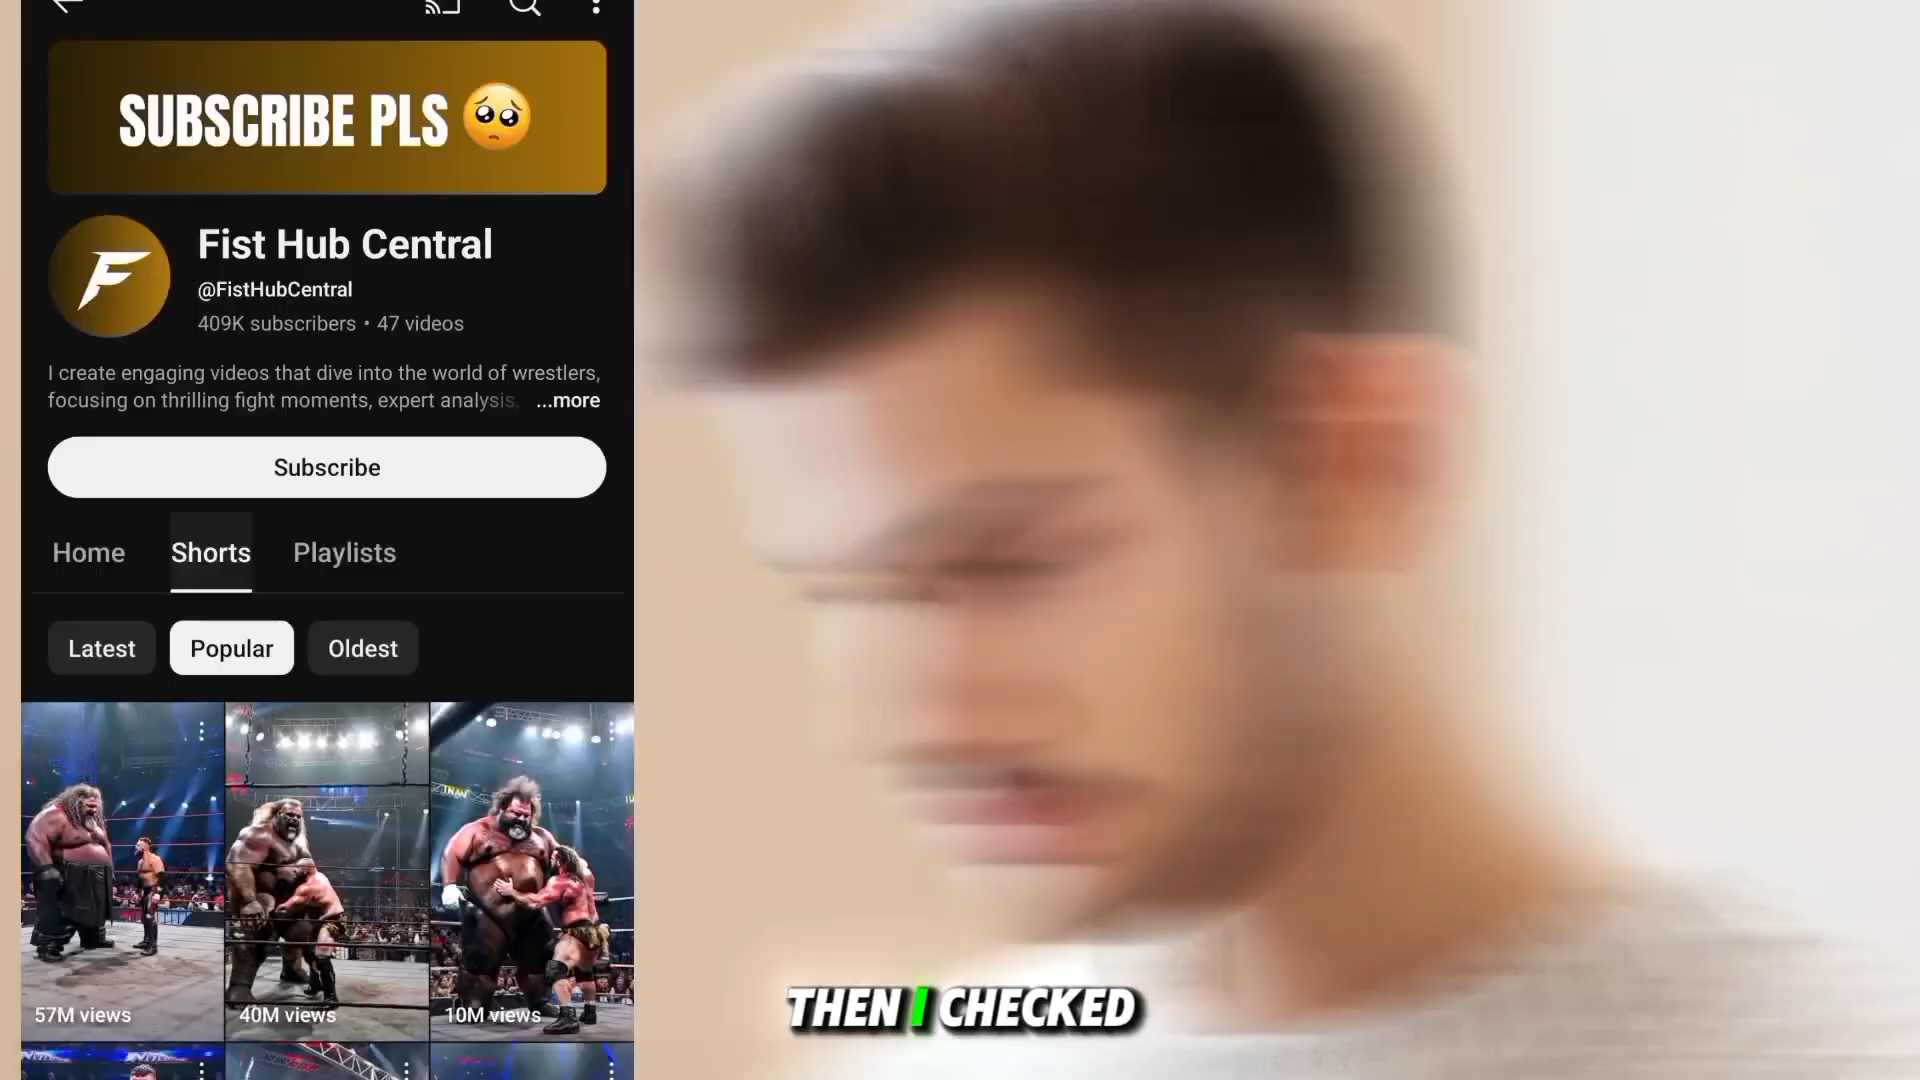 SUBSCRIBE PLS 🥺
Fist Hub Central
@FistHubCentral
409K subscribers • 47 videos
I create engaging videos that dive into the world of wrestlers,
focusing on thrilling fight moments, expert analysis, ...more
Subscribe
Home Shorts Playlists
Latest Popular Oldest
57M views 40M views 10M views
THEN I CHECKED